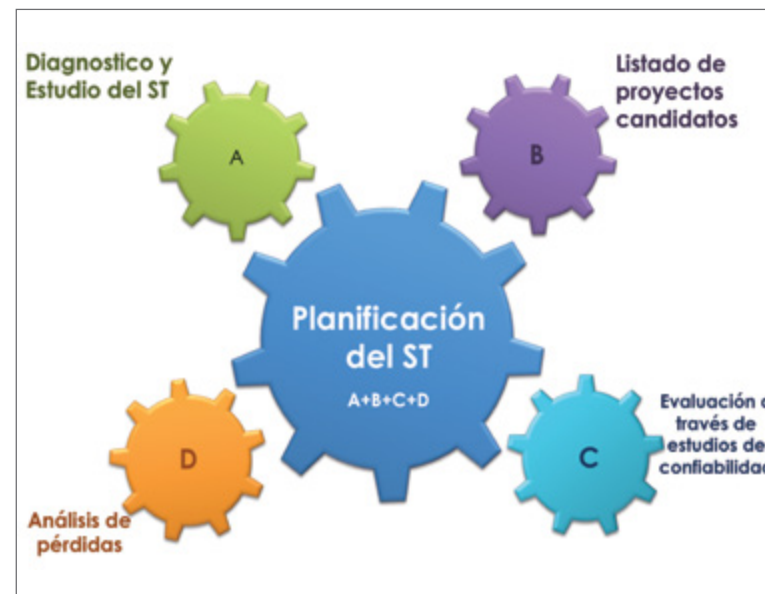 Diagnostico y
Estudio del ST
A
Listado de
proyectos
candidatos
B
Planificación
del ST
A+B+C+D
D
Análisis de
pérdidas
C
Evaluación
través de
estudios de